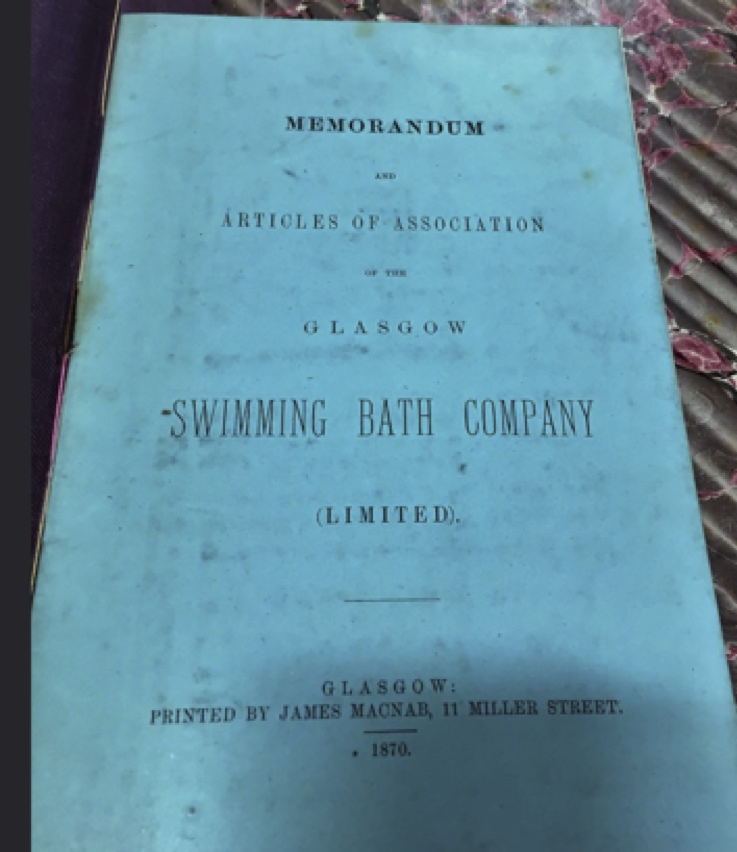 MEMORANDUM
AND
ARTICLES OF ASSOCIATION
OF THE
GLASGOW
SWIMMING BATH COMPANY
(LIMITED).
GLASGOW:
PRINTED BY JAMES MACNAB, 11 MILLER STREET.
1870.